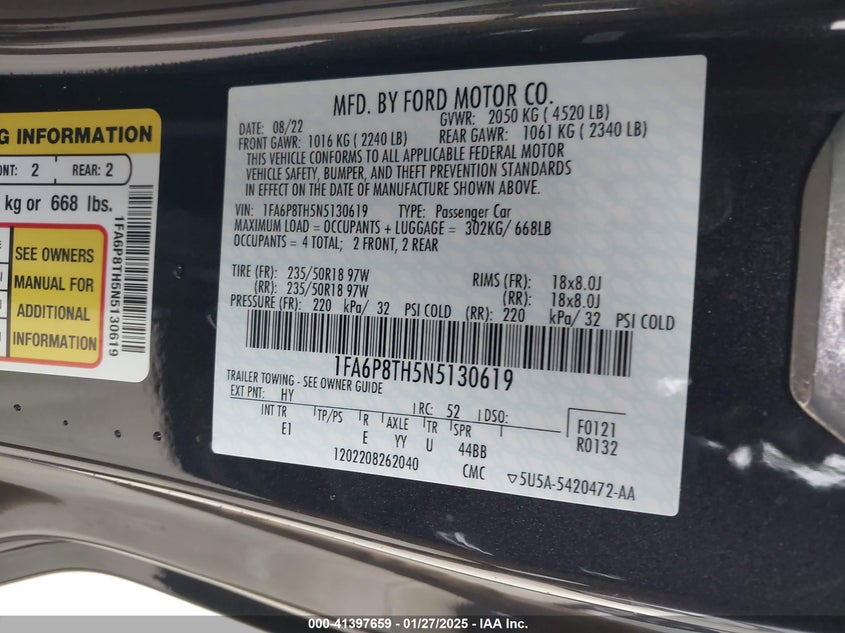 G INFORMATION
NT: 2 REAR: 2
kg or 668 lbs.
SEE OWNERS
MANUAL FOR
ADDITIONAL
INFORMATION
1FA6P8TH5N5130619
MFD. BY FORD MOTOR CO.
DATE: 08/22 GVWR: 2050 KG ( 4520 LB)
FRONT GAWR: 1016 KG ( 2240 LB) REAR GAWR: 1061 KG ( 2340 LB)
THIS VEHICLE CONFORMS TO ALL APPLICABLE FEDERAL MOTOR
VEHICLE SAFETY, BUMPER, AND THEFT PREVENTION STANDARDS
IN EFFECT ON THE DATE OF MANUFACTURE SHOWN ABOVE.
VIN: 1FA6P8TH5N5130619 TYPE: Passenger Car
MAXIMUM LOAD = OCCUPANTS + LUGGAGE = 302KG/ 668LB
OCCUPANTS = 4 TOTAL; 2 FRONT, 2 REAR
TIRE (FR): 235/50R18 97W RIMS (FR): 18x8.0J
(RR): 235/50R18 97W (RR): 18x8.0J
PRESSURE (FR): 220 kPa/ 32 PSI COLD (RR): 220 kPa/ 32 PSI COLD
1FA6P8TH5N5130619
TRAILER TOWING - SEE OWNER GUIDE
EXT PNT: HY RC: 52 DSO: F0121
INT TR TP/PS R AXLE TR SPR R0132
E1 E YY U 44BB
1202208262040 CMC 5U5A-5420472-AA
000-41397659 - 01/27/2025 - IAA Inc.